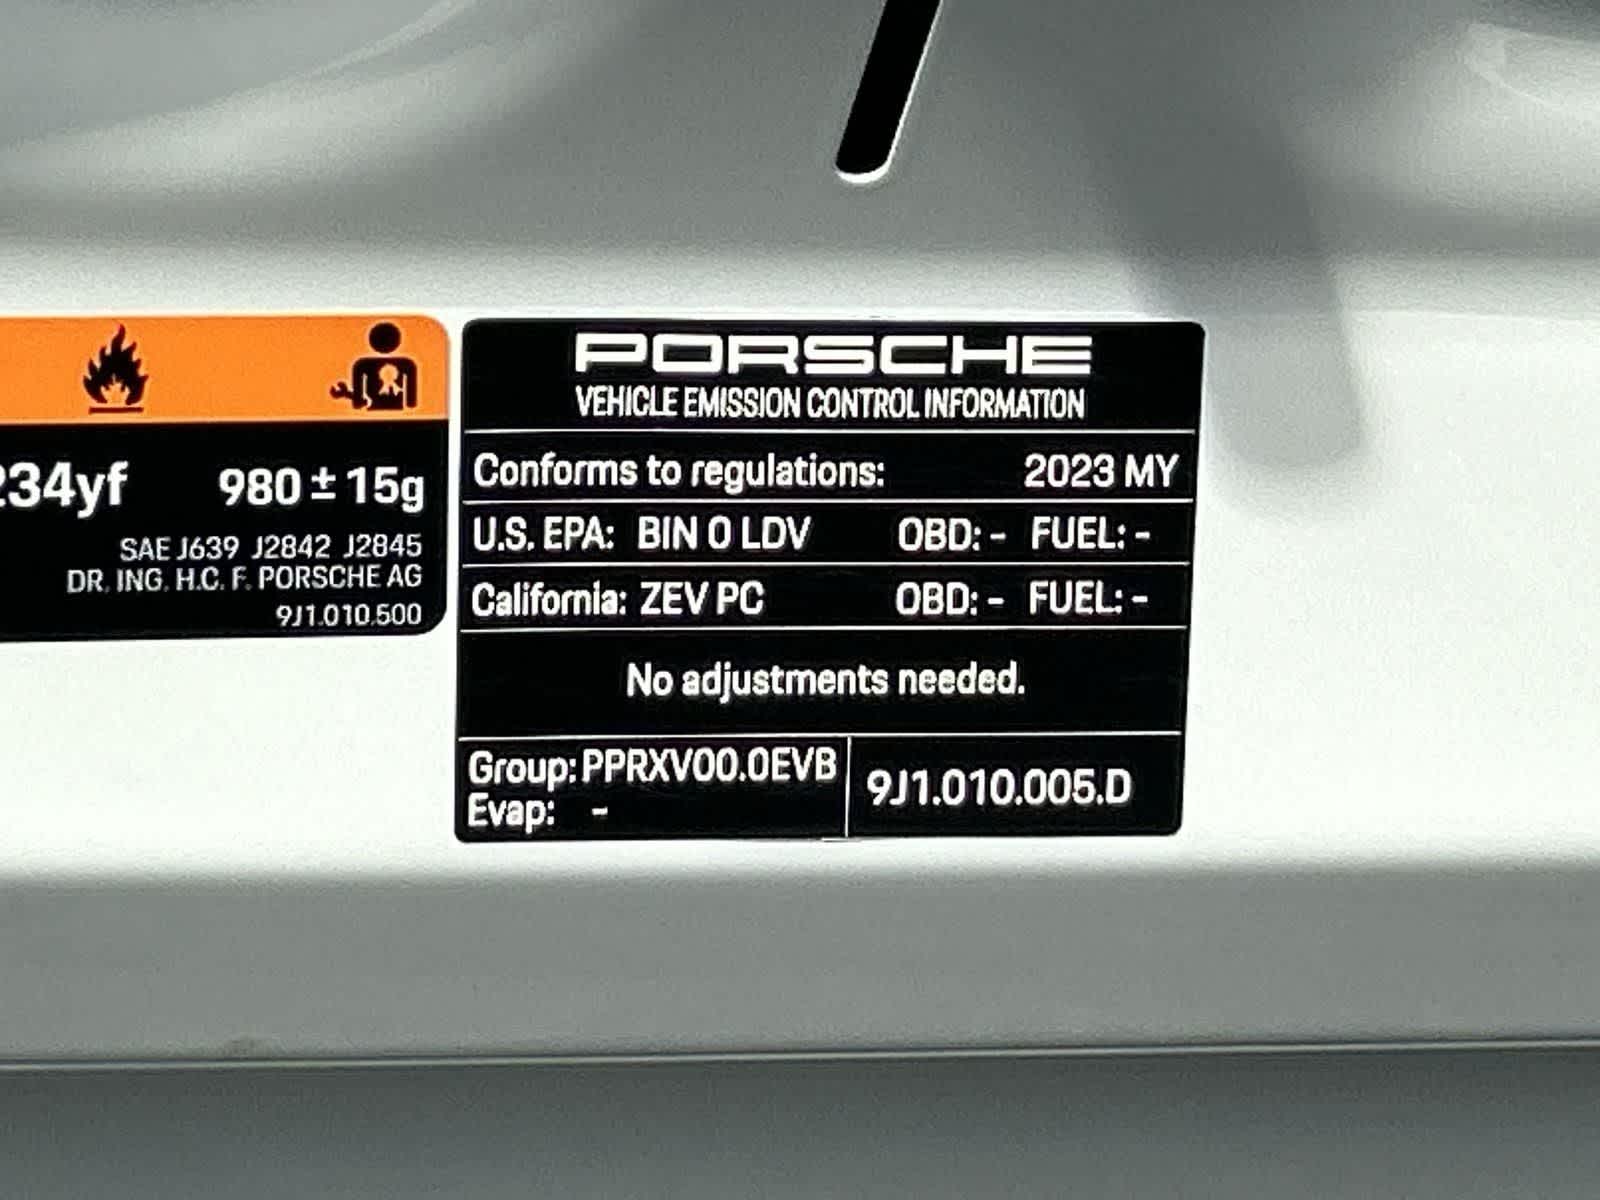 234yf 980 ± 15g
SAE J639 J2842 J2845
DR. ING. H.C. F. PORSCHE AG
9J1.010.500
PORSCHE
VEHICLE EMISSION CONTROL INFORMATION
Conforms to regulations: 2023 MY
U.S. EPA: BIN 0 LDV OBD: - FUEL: -
California: ZEV PC OBD: - FUEL: -
No adjustments needed.
Group: PPRXV00.0EVB
Evap: -
9J1.010.005.D